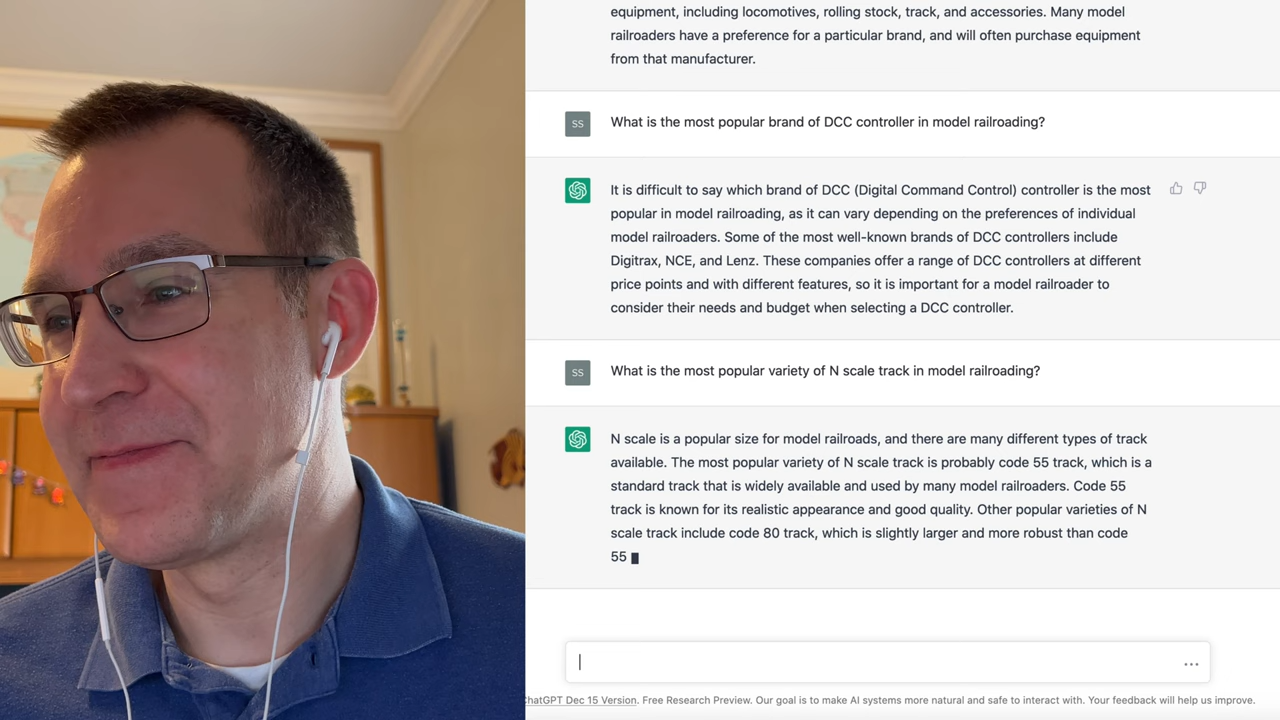 equipment, including locomotives, rolling stock, track, and accessories. Many model
railroaders have a preference for a particular brand, and will often purchase equipment
from that manufacturer.
SS
What is the most popular brand of DCC controller in model railroading?
It is difficult to say which brand of DCC (Digital Command Control) controller is the most
popular in model railroading, as it can vary depending on the preferences of individual
model railroaders. Some of the most well-known brands of DCC controllers include
Digitrax, NCE, and Lenz. These companies offer a range of DCC controllers at different
price points and with different features, so it is important for a model railroader to
consider their needs and budget when selecting a DCC controller.
SS
What is the most popular variety of N scale track in model railroading?
N scale is a popular size for model railroads, and there are many different types of track
available. The most popular variety of N scale track is probably code 55 track, which is a
standard track that is widely available and used by many model railroaders. Code 55
track is known for its realistic appearance and good quality. Other popular varieties of N
scale track include code 80 track, which is slightly larger and more robust than code
55
ChatGPT Dec 15 Version. Free Research Preview. Our goal is to make AI systems more natural and safe to interact with. Your feedback will help us improve.